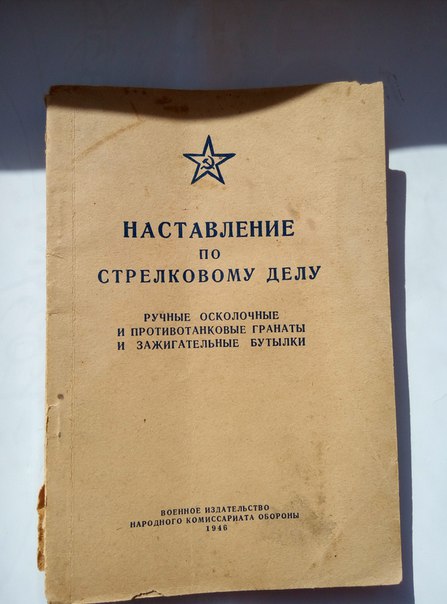 НАСТАВЛЕНИЕ
ПО
СТРЕЛКОВОМУ ДЕЛУ
РУЧНЫЕ ОСКОЛОЧНЫЕ
И ПРОТИВОТАНКОВЫЕ ГРАНАТЫ
И ЗАЖИГАТЕЛЬНЫЕ БУТЫЛКИ
ВОЕННОЕ ИЗДАТЕЛЬСТВО
НАРОДНОГО КОМИССАРИАТА ОБОРОНЫ
1946